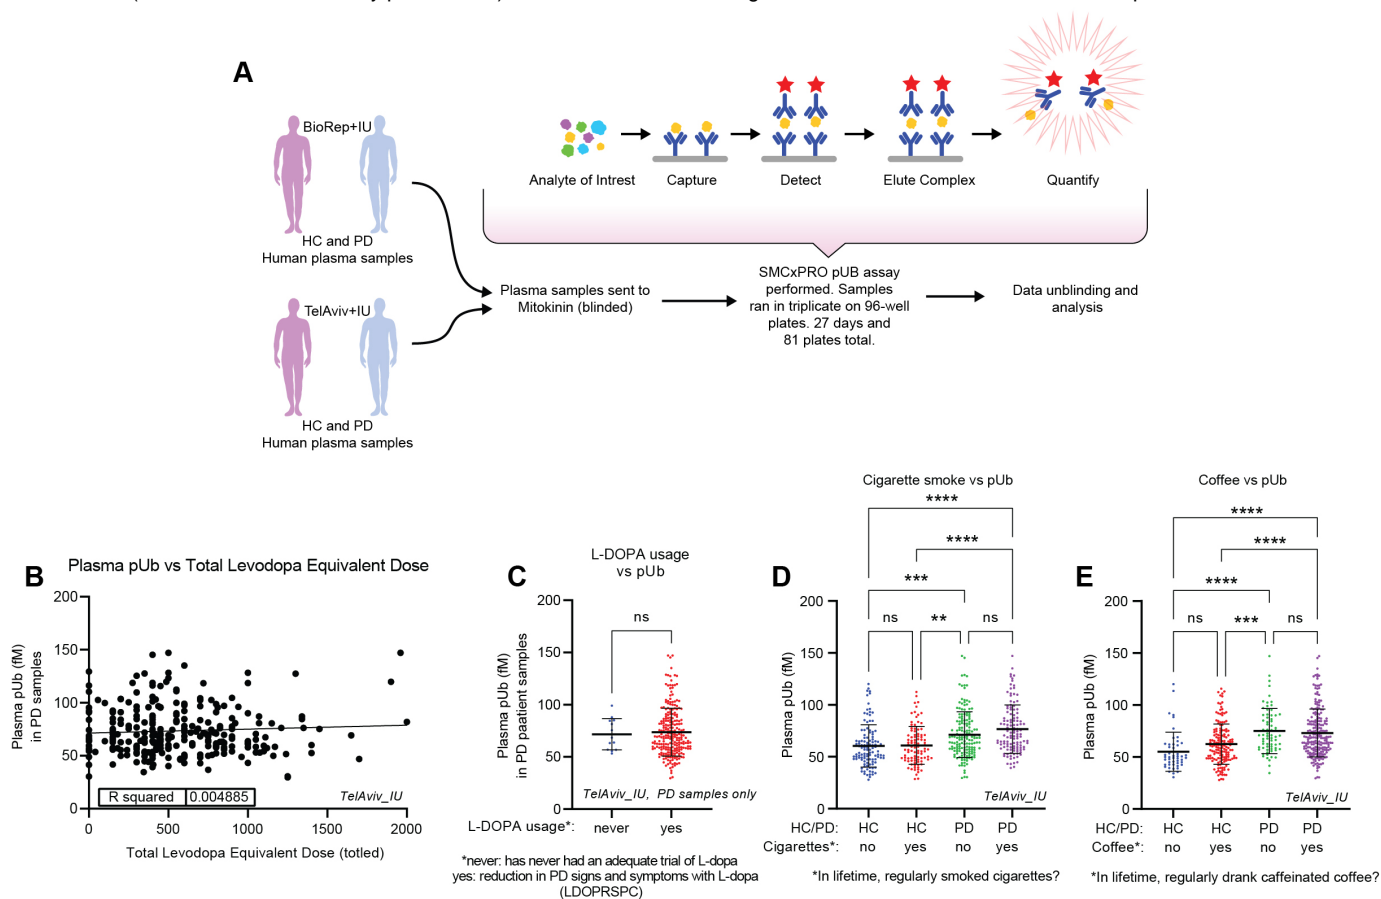 A
BioRep+IU
HC and PD
Human plasma samples
TelAviv+IU
HC and PD
Human plasma samples
Analyte of Intrest
Capture
Detect
Elute Complex
Quantify
Plasma samples sent to
Mitokinin (blinded)
SMCxPRO pUB assay
performed. Samples
ran in triplicate on 96-well
plates. 27 days and
81 plates total.
Data unblinding and
analysis
B
Plasma pUb vs Total Levodopa Equivalent Dose
Plasma pUb (fM)
in PD samples
200
150
100
50
0
R squared 0.004885
TelAviv_IU
0 500 1000 1500 2000
Total Levodopa Equivalent Dose (totled)
C
L-DOPA usage
vs pUb
Plasma pUb (fM)
in PD patient samples
200
150
100
50
0
ns
TelAviv_IU, PD samples only
L-DOPA usage*: never yes
*never: has never had an adequate trial of L-dopa
yes: reduction in PD signs and symptoms with L-dopa
(LDOPRSPC)
D
Cigarette smoke vs pUb
****
****
***
ns ** ns
Plasma pUb (fM)
200
150
100
50
0
TelAviv_IU
HC/PD: HC HC PD PD
Cigarettes*: no yes no yes
*In lifetime, regularly smoked cigarettes?
E
Coffee vs pUb
****
****
****
ns *** ns
Plasma pUb (fM)
200
150
100
50
0
TelAviv_IU
HC/PD: HC HC PD PD
Coffee*: no yes no yes
*In lifetime, regularly drank caffeinated coffee?